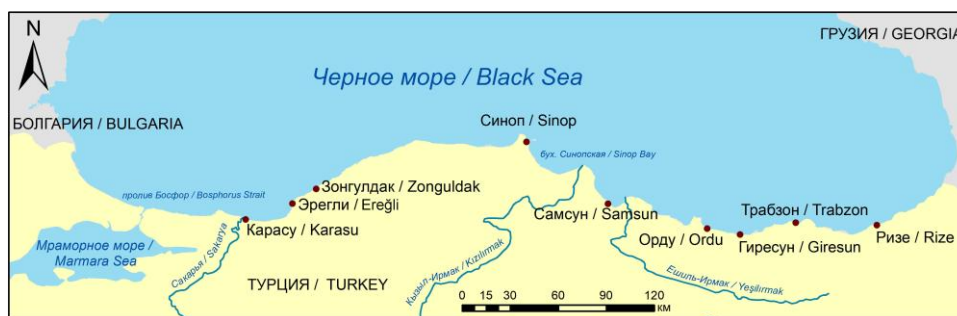 N
ГРУЗИЯ / GEORGIA
Черное море / Black Sea
БОЛГАРИЯ / BULGARIA
Синоп / Sinop
бух. Синопская / Sinop Bay
пролив Босфор / Bosphorus Strait
Зонгулдак / Zonguldak
Эрегли / Ereğli
Карасу / Karasu
Самсун / Samsun
Трабзон / Trabzon
Орду / Ordu
Гиресун / Giresun
Ризе / Rize
Мраморное море /
Marmara Sea
Сакарья / Sakarya
ТУРЦИЯ / TURKEY
Кызыл-Ирмак / Kızılırmak
Ешиль-Ирмак / Yeşilırmak
0 15 30 60 90 120
КМ